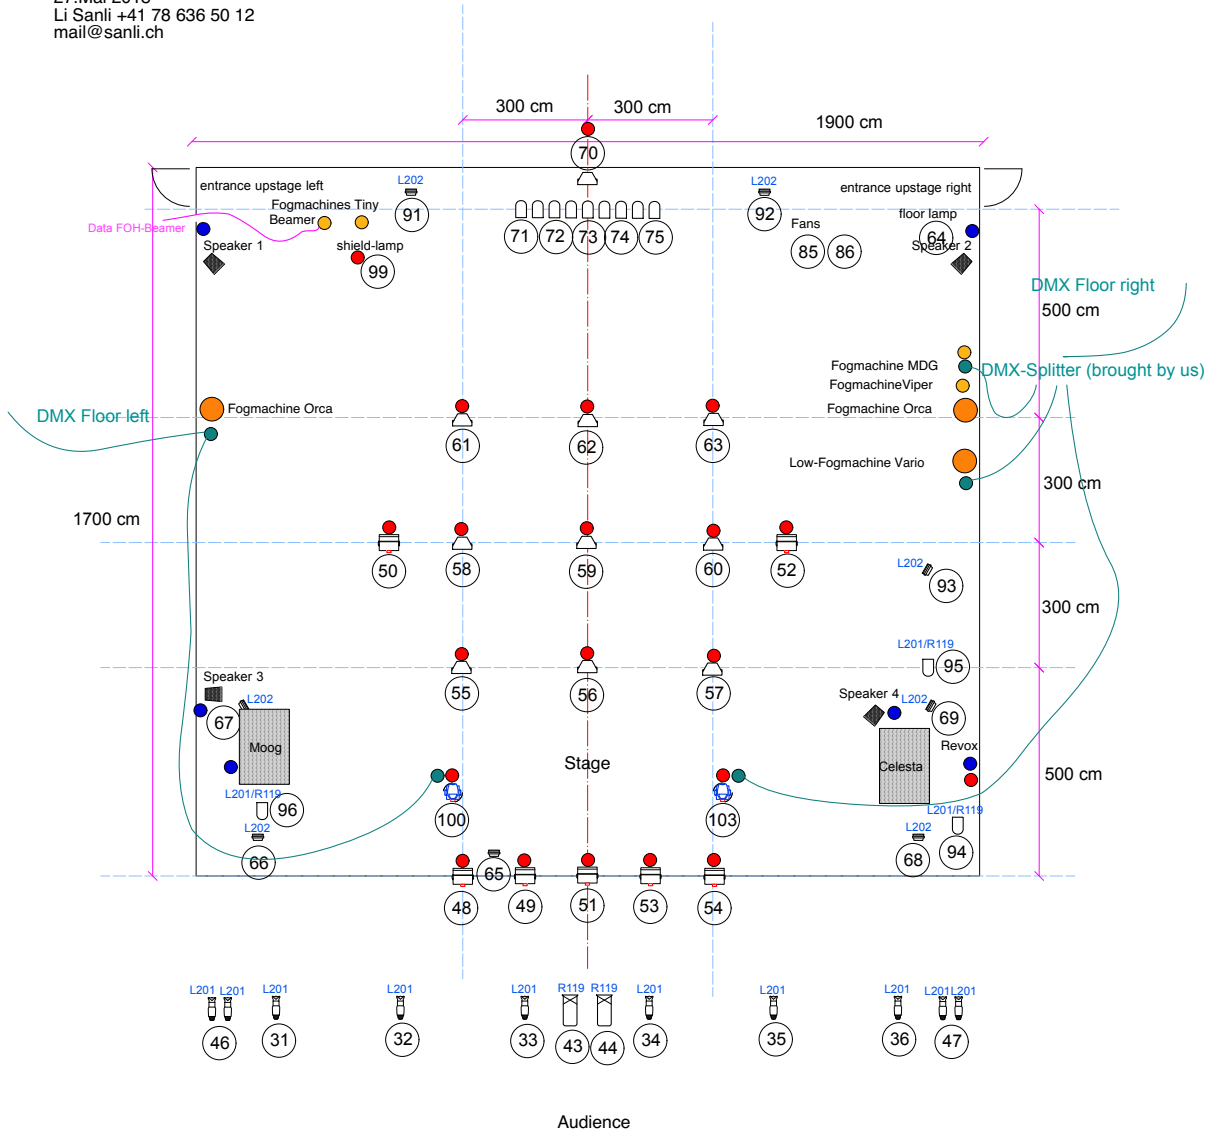 Li Sanli +41 78 636 50 12
mail@sanli.ch
300 cm
300 cm
1900 cm
70
entrance upstage left
L202
L202
entrance upstage right
Fogmachines Tiny
91
92
floor lamp
Beamer
Data FOH-Beamer
71
72
73
74
75
Fans
64
Speaker 1
shield-lamp
85
86
Speaker 2
99
DMX Floor right
500 cm
Fogmachine MDG
DMX-Splitter (brought by us)
FogmachineViper
DMX Floor left
Fogmachine Orca
Fogmachine Orca
61
62
63
Low-Fogmachine Vario
300 cm
1700 cm
50
58
59
60
52
L202
93
300 cm
L201/R119
95
Speaker 3
55
56
57
Speaker 4
L202
L202
67
69
Moog
Revox
Stage
Celesta
500 cm
L201/R119
96
100
103
L201/R119
L202
L202
66
65
68
94
48
49
51
53
54
L201
L201
L201
L201
L201
R119
R119
L201
L201
L201
L201
L201
46
31
32
33
43
44
34
35
36
47
Audience